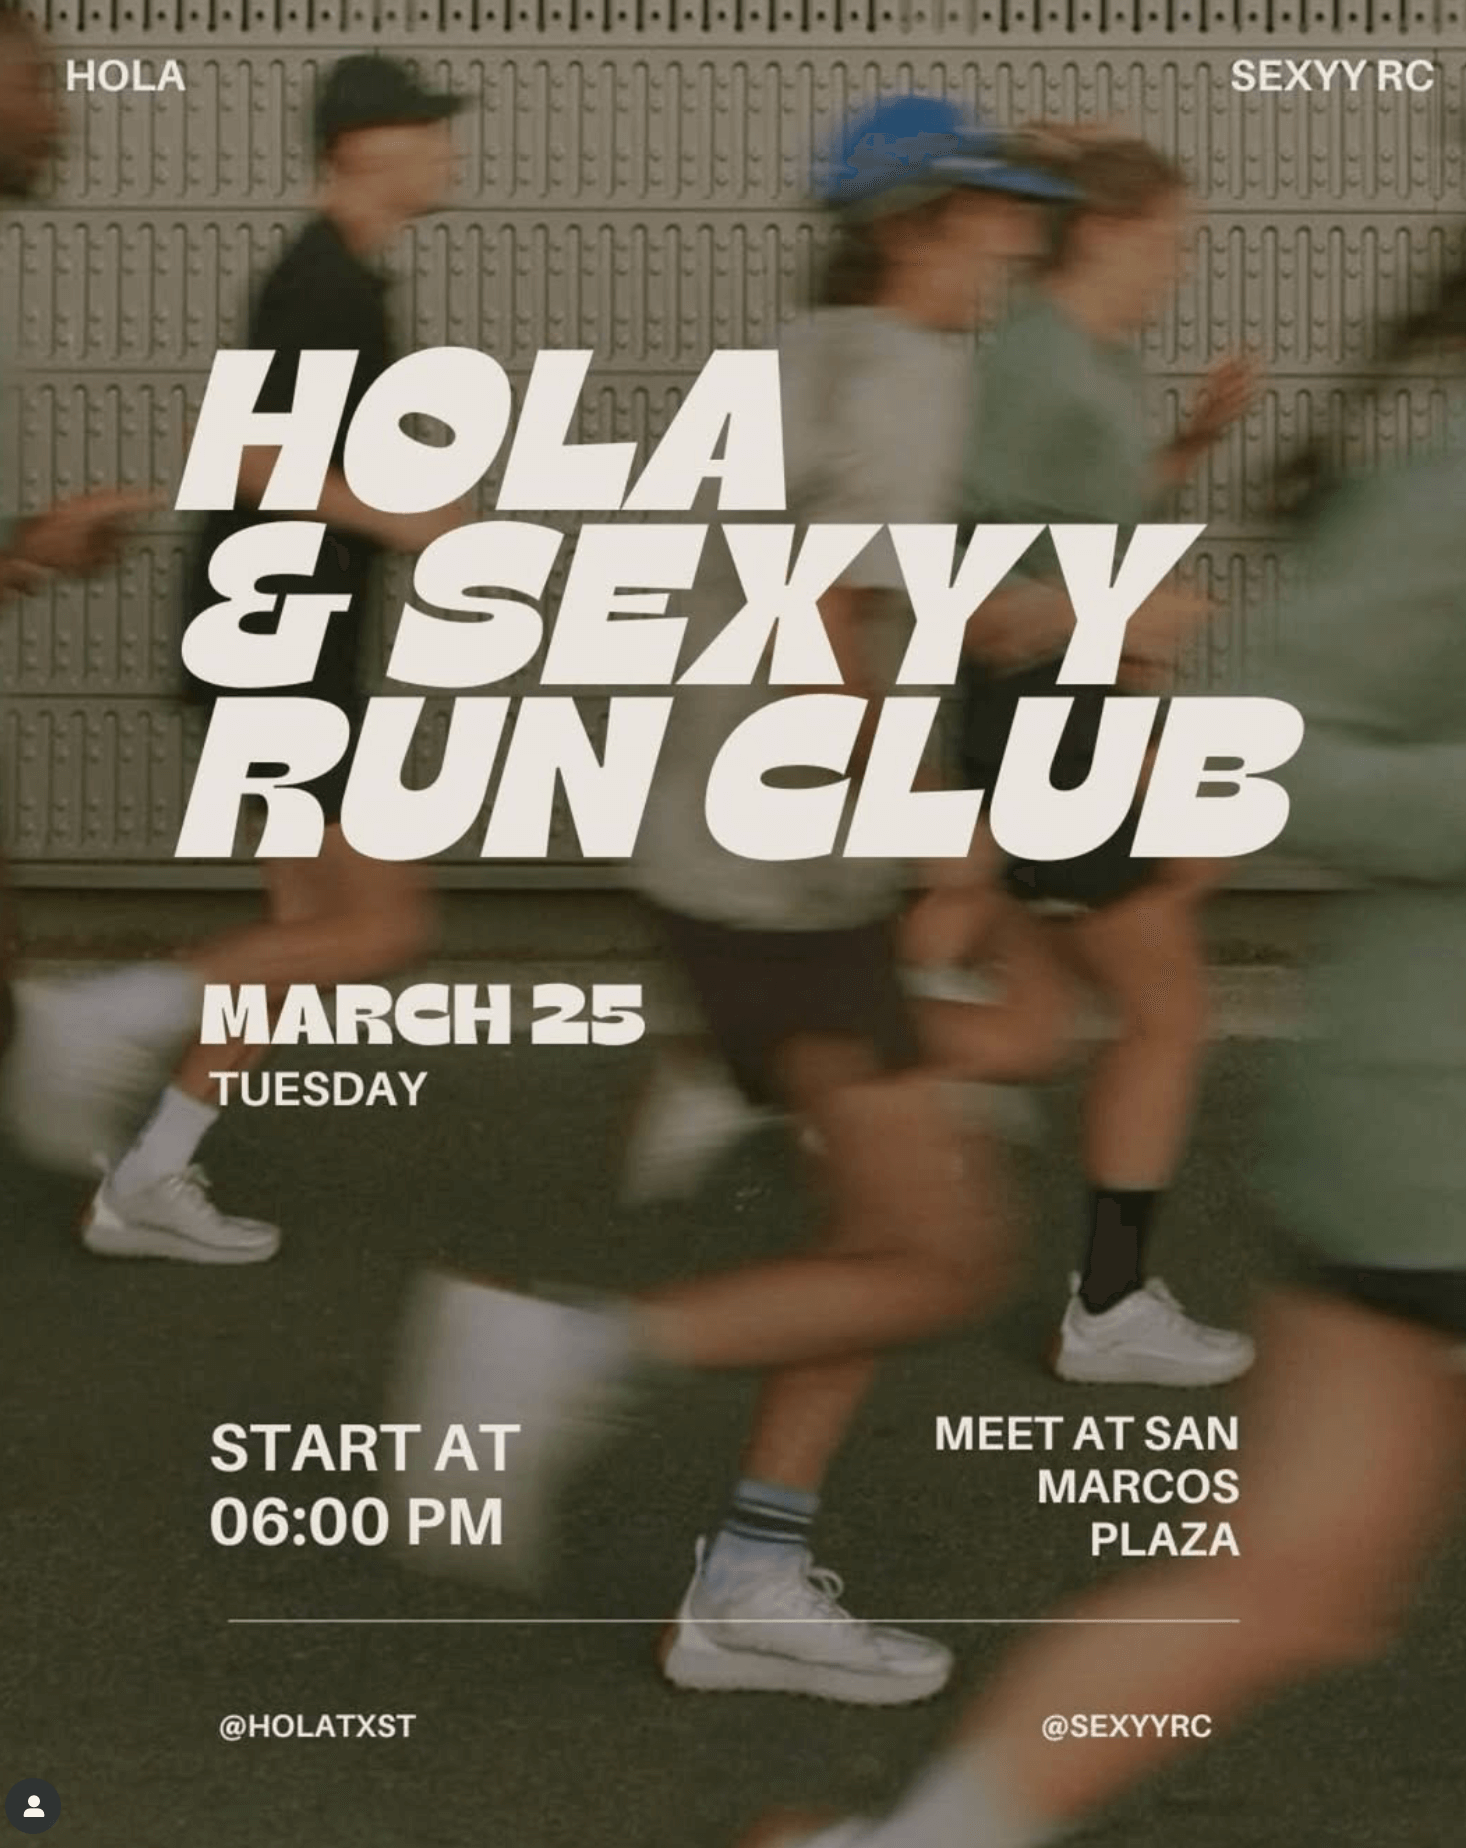 HOLA
SEXYY RC
HOLA
& SEXYY
RUN CLUB
MARCH 25
TUESDAY
START AT
06:00 PM
MEET AT SAN
MARCOS
PLAZA
@HOLATXST
@SEXYYRC